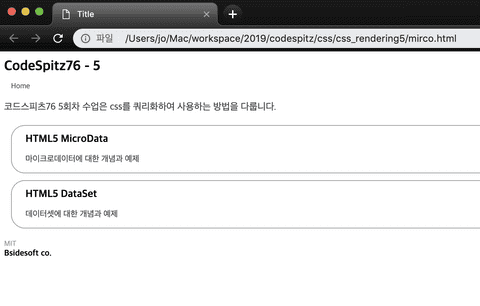 Title
파일
/Users/jo/Mac/workspace/2019/codespitz/css/css_rendering5/mirco.html
CodeSpitz76 - 5
Home
코드스피츠76 5회차 수업은 css를 쿼리화하여 사용하는 방법을 다룹니다.
HTML5 MicroData
마이크로데이터에 대한 개념과 예제
HTML5 DataSet
데이터셋에 대한 개념과 예제
MIT
Bsidesoft co.